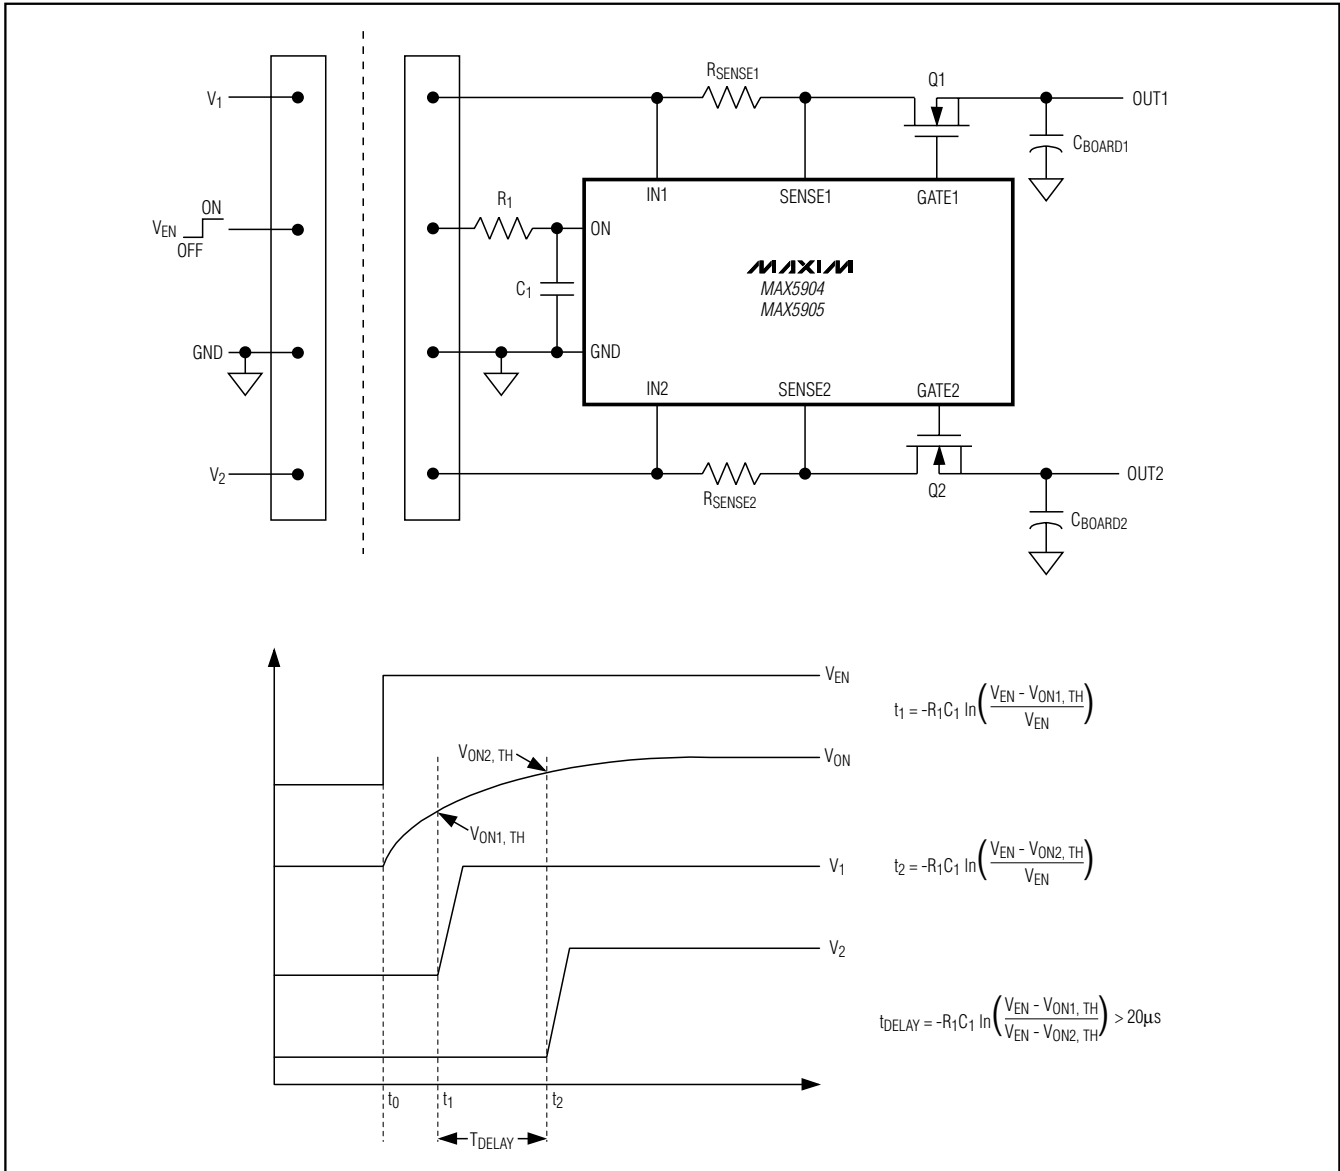 V1
RSENSE1
Q1
OUT1
CBOARD1
IN1
SENSE1
GATE1
R1
ON
VEN
ON
OFF
MAXIM
C1
MAX5904
MAX5905
GND
GND
IN2
SENSE2
GATE2
V2
RSENSE2
Q2
OUT2
CBOARD2
VEN
t1 = -R1C1 ln(VEN - VON1, TH / VEN)
VON2, TH
VON
VON1, TH
V1
t2 = -R1C1 ln(VEN - VON2, TH / VEN)
V2
tDELAY = -R1C1 ln(VEN - VON1, TH / VEN - VON2, TH) > 20μs
t0
t1
t2
TDELAY